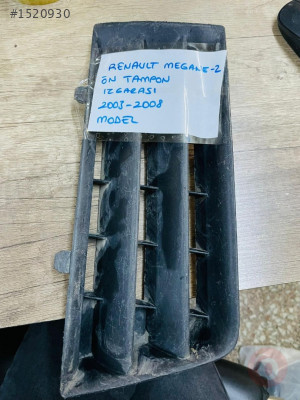 #1520930
RENAULT MEGANE-2
ÖN TAMPON
IZGARASI
2003-2008
MODEL